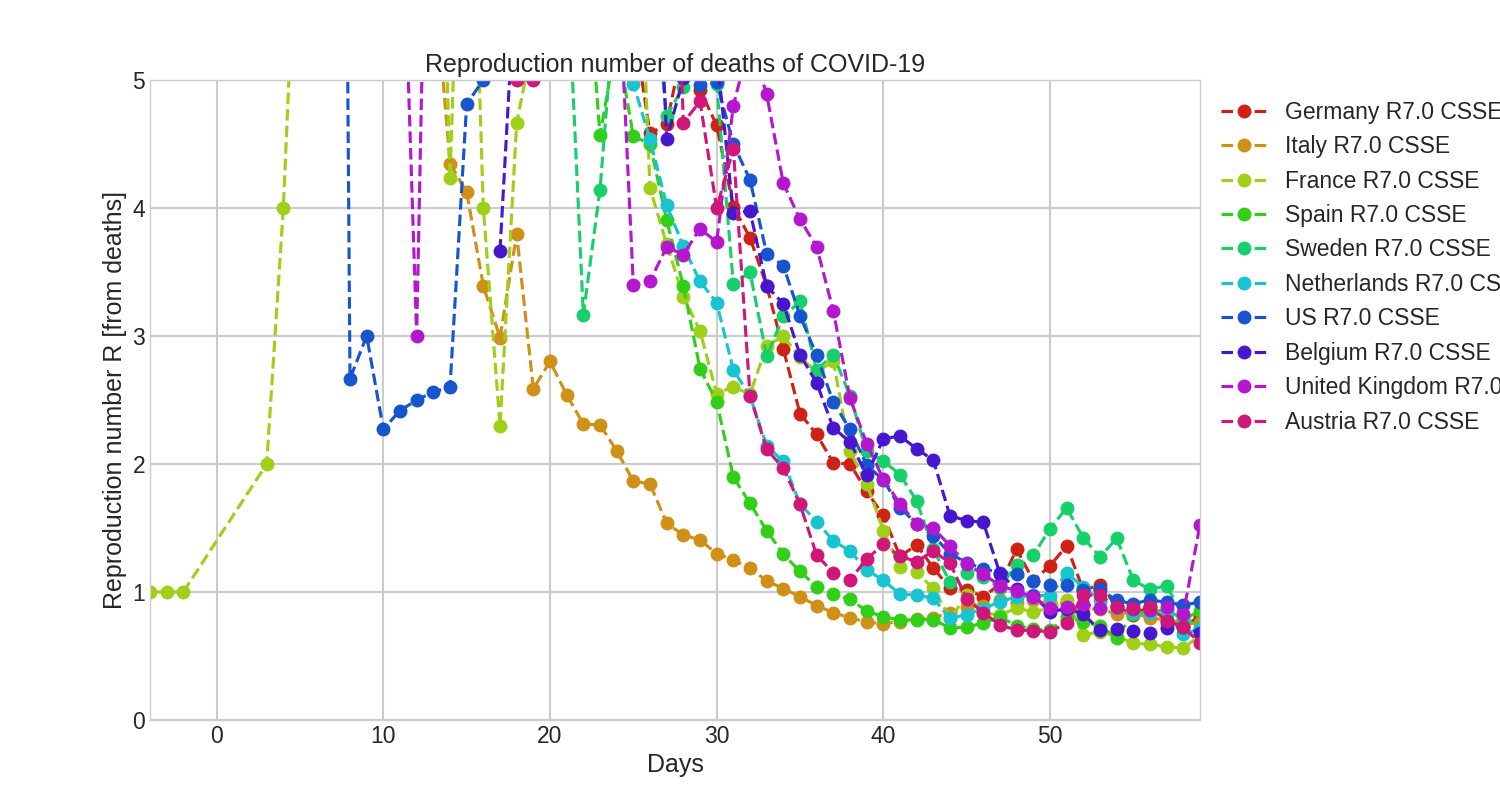 Reproduction number of deaths of COVID-19
Reproduction number R [from deaths]
5
4
3
2
1
0
0 10 20 30 40 50
Days
Germany R7.0 CSSE
Italy R7.0 CSSE
France R7.0 CSSE
Spain R7.0 CSSE
Sweden R7.0 CSSE
Netherlands R7.0 CS
US R7.0 CSSE
Belgium R7.0 CSSE
United Kingdom R7.0
Austria R7.0 CSSE